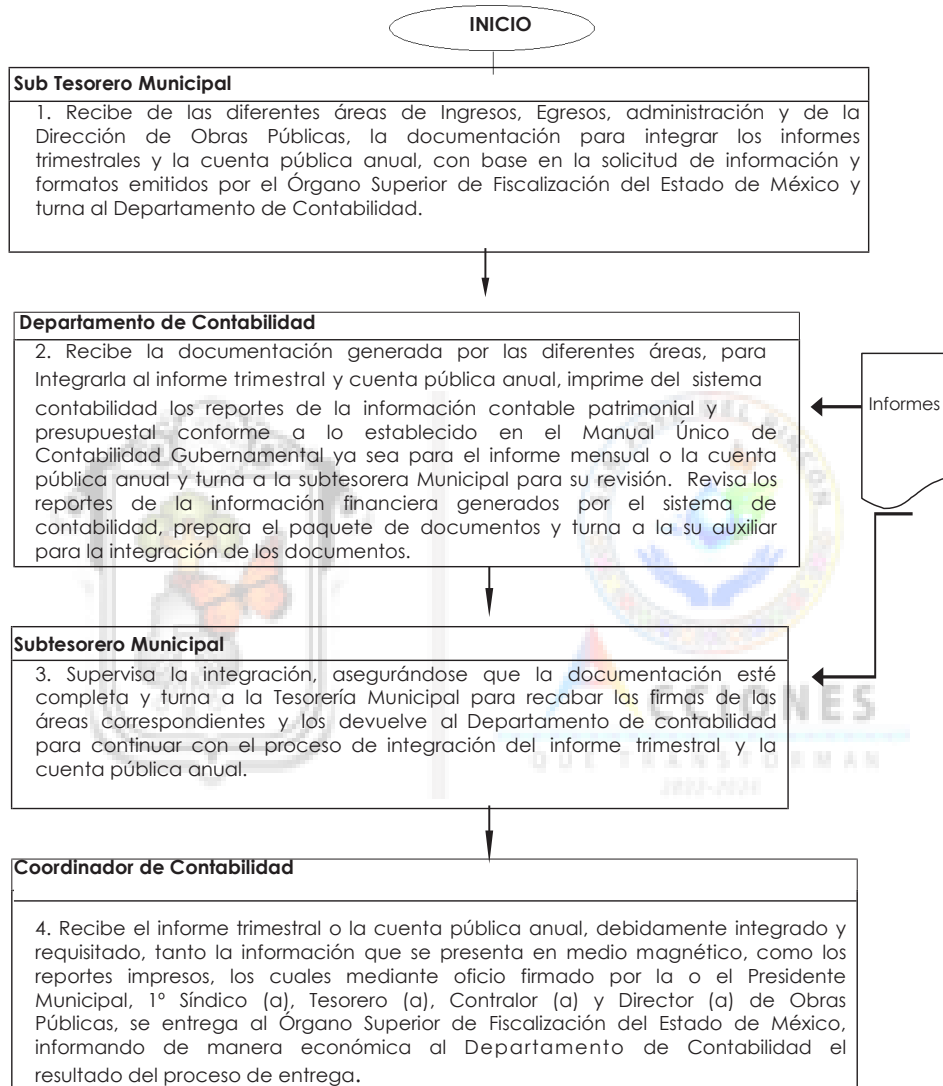 INICIO
Sub Tesorero Municipal
1. Recibe de las diferentes áreas de Ingresos, Egresos, administración y de la
Dirección de Obras Públicas, la documentación para integrar los informes
trimestrales y la cuenta pública anual, con base en la solicitud de información y
formatos emitidos por el Órgano Superior de Fiscalización del Estado de México y
turna al Departamento de Contabilidad.
Departamento de Contabilidad
2. Recibe la documentación generada por las diferentes áreas, para
Integrarla al informe trimestral y cuenta pública anual, imprime del sistema
contabilidad los reportes de la información contable patrimonial y
presupuestal conforme a lo establecido en el Manual Único de
Contabilidad Gubernamental ya sea para el informe mensual o la cuenta
pública anual y turna a la subtesorera Municipal para su revisión. Revisa los
reportes de la información financiera generados por el sistema de
contabilidad, prepara el paquete de documentos y turna a la su auxiliar
para la integración de los documentos.
Informes
Subtesorero Municipal
3. Supervisa la integración, asegurándose que la documentación esté
completa y turna a la Tesorería Municipal para recabar las firmas de las
áreas correspondientes y los devuelve al Departamento de contabilidad
para continuar con el proceso de integración del informe trimestral y la
cuenta pública anual.
CCIONES
QUE TRANSFORMAN
Coordinador de Contabilidad
4. Recibe el informe trimestral o la cuenta pública anual, debidamente integrado y
requisitado, tanto la información que se presenta en medio magnético, como los
reportes impresos, los cuales mediante oficio firmado por la o el Presidente
Municipal, 1º Síndico (a), Tesorero (a), Contralor (a) y Director (a) de Obras
Públicas, se entrega al Órgano Superior de Fiscalización del Estado de México,
informando de manera económica al Departamento de Contabilidad el
resultado del proceso de entrega.